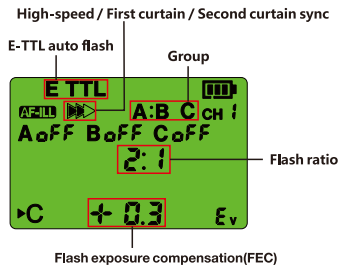 High-speed / First curtain / Second curtain sync
E-TTL auto flash
Group
E TTL
AF-ILL A:B C CH 1
AoFF BoFF CoFF
2:1
Flash ratio
▸C + 0.3 Ev
Flash exposure compensation(FEC)